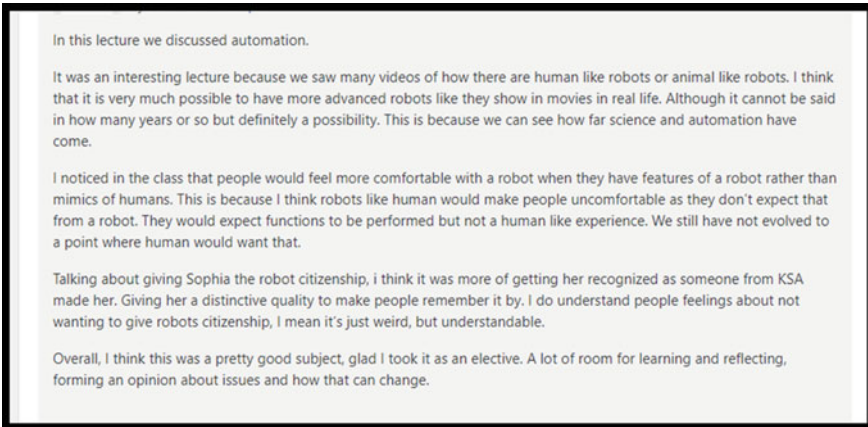 In this lecture we discussed automation.
It was an interesting lecture because we saw many videos of how there are human like robots or animal like robots. I think
that it is very much possible to have more advanced robots like they show in movies in real life. Although it cannot be said
in how many years or so but definitely a possibility. This is because we can see how far science and automation have
come.
I noticed in the class that people would feel more comfortable with a robot when they have features of a robot rather than
mimics of humans. This is because I think robots like human would make people uncomfortable as they don't expect that
from a robot. They would expect functions to be performed but not a human like experience. We still have not evolved to
a point where human would want that.
Talking about giving Sophia the robot citizenship, i think it was more of getting her recognized as someone from KSA
made her. Giving her a distinctive quality to make people remember it by. I do understand people feelings about not
wanting to give robots citizenship, I mean it's just weird, but understandable.
Overall, I think this was a pretty good subject, glad I took it as an elective. A lot of room for learning and reflecting,
forming an opinion about issues and how that can change.